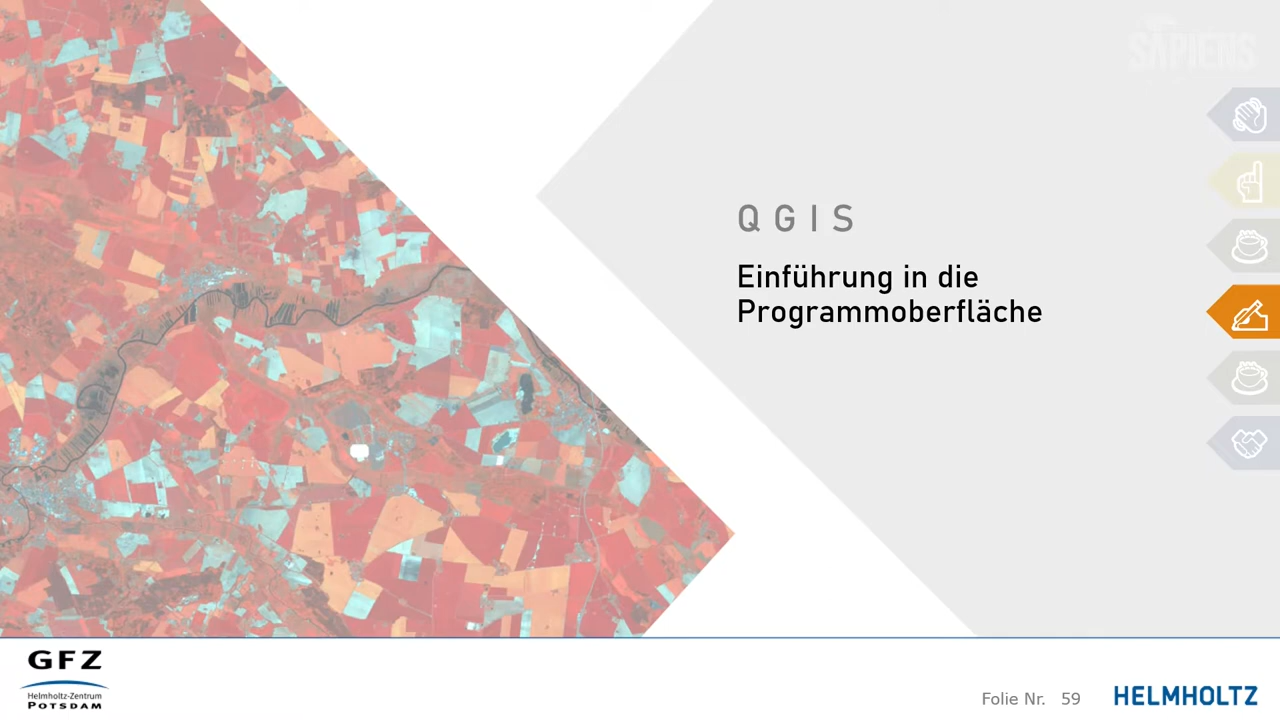 SAPIENS
QGIS
Einführung in die
Programmoberfläche
GFZ
Helmholtz-Zentrum
POTSDAM
Folie Nr. 59
HELMHOLTZ